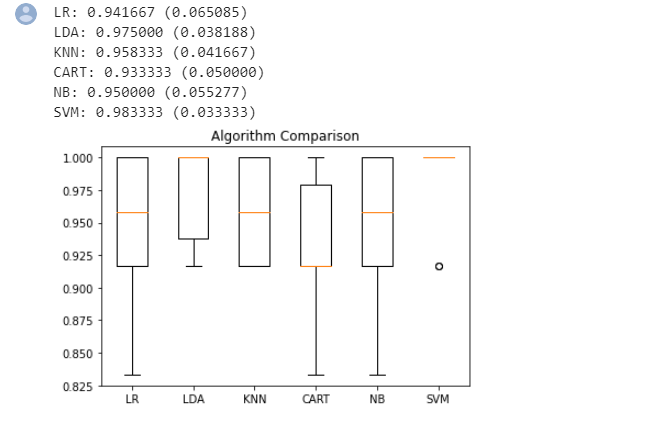 LR: 0.941667 (0.065085)
LDA: 0.975000 (0.038188)
KNN: 0.958333 (0.041667)
CART: 0.933333 (0.050000)
NB: 0.950000 (0.055277)
SVM: 0.983333 (0.033333)
Algorithm Comparison
1.000
0.975
0.950
0.925
0.900
0.875
0.850
0.825
LR LDA KNN CART NB SVM